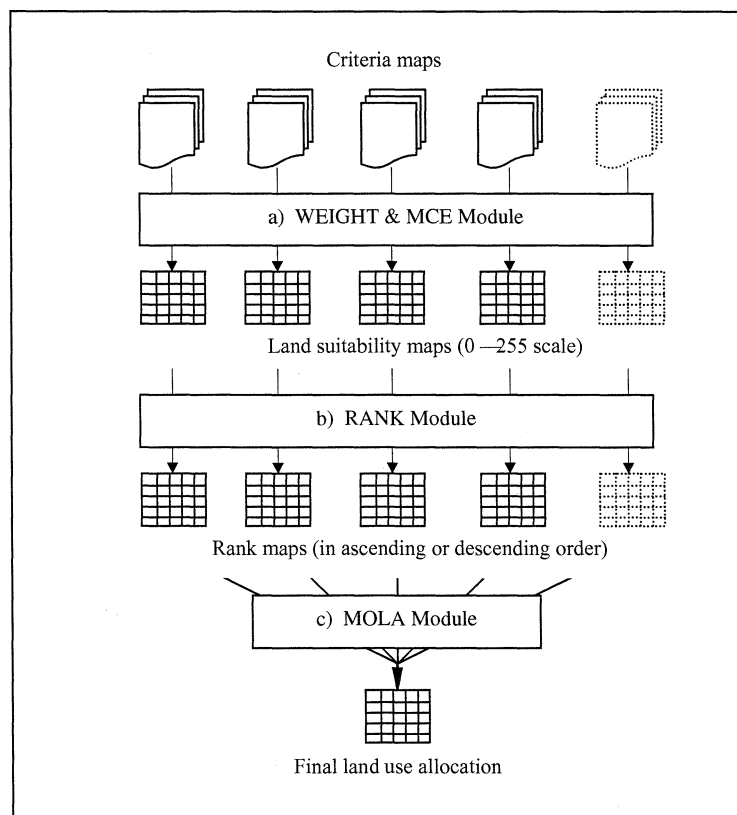 Criteria maps
a) WEIGHT & MCE Module
Land suitability maps (0 —255 scale)
b) RANK Module
Rank maps (in ascending or descending order)
c) MOLA Module
Final land use allocation